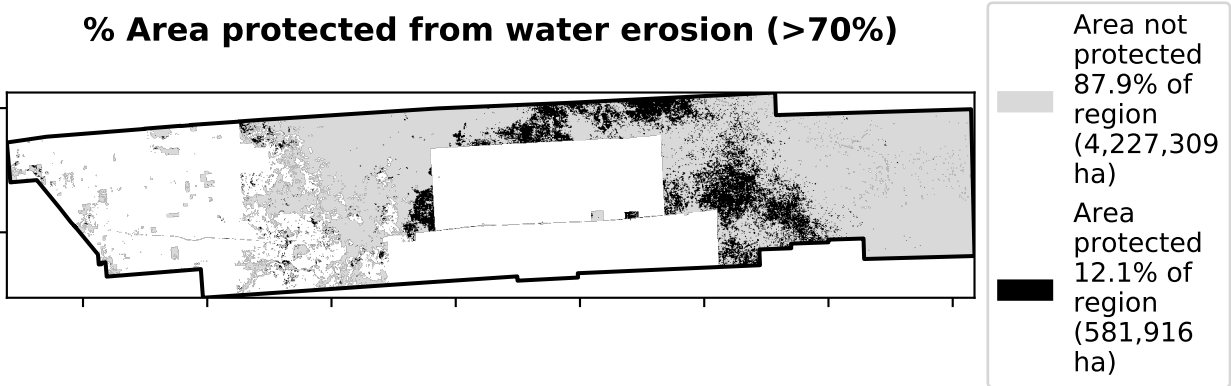 % Area protected from water erosion (>70%)
Area not
protected
87.9% of
region
(4,227,309
ha)
Area
protected
12.1% of
region
(581,916
ha)